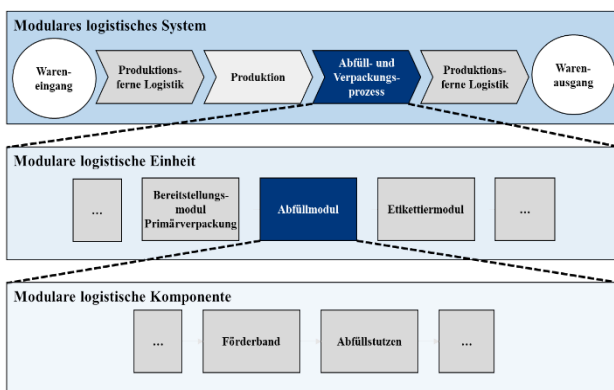 Modulares logistisches System
Waren-
eingang
Produktions-
ferne Logistik
Produktion
Abfüll- und
Verpackungs-
prozess
Produktions-
ferne Logistik
Waren-
ausgang
Modulare logistische Einheit
...
Bereitstellungs-
modul
Primärverpackung
Abfüllmodul
Etikettiermodul
...
Modulare logistische Komponente
...
Förderband
Abfüllstutzen
...